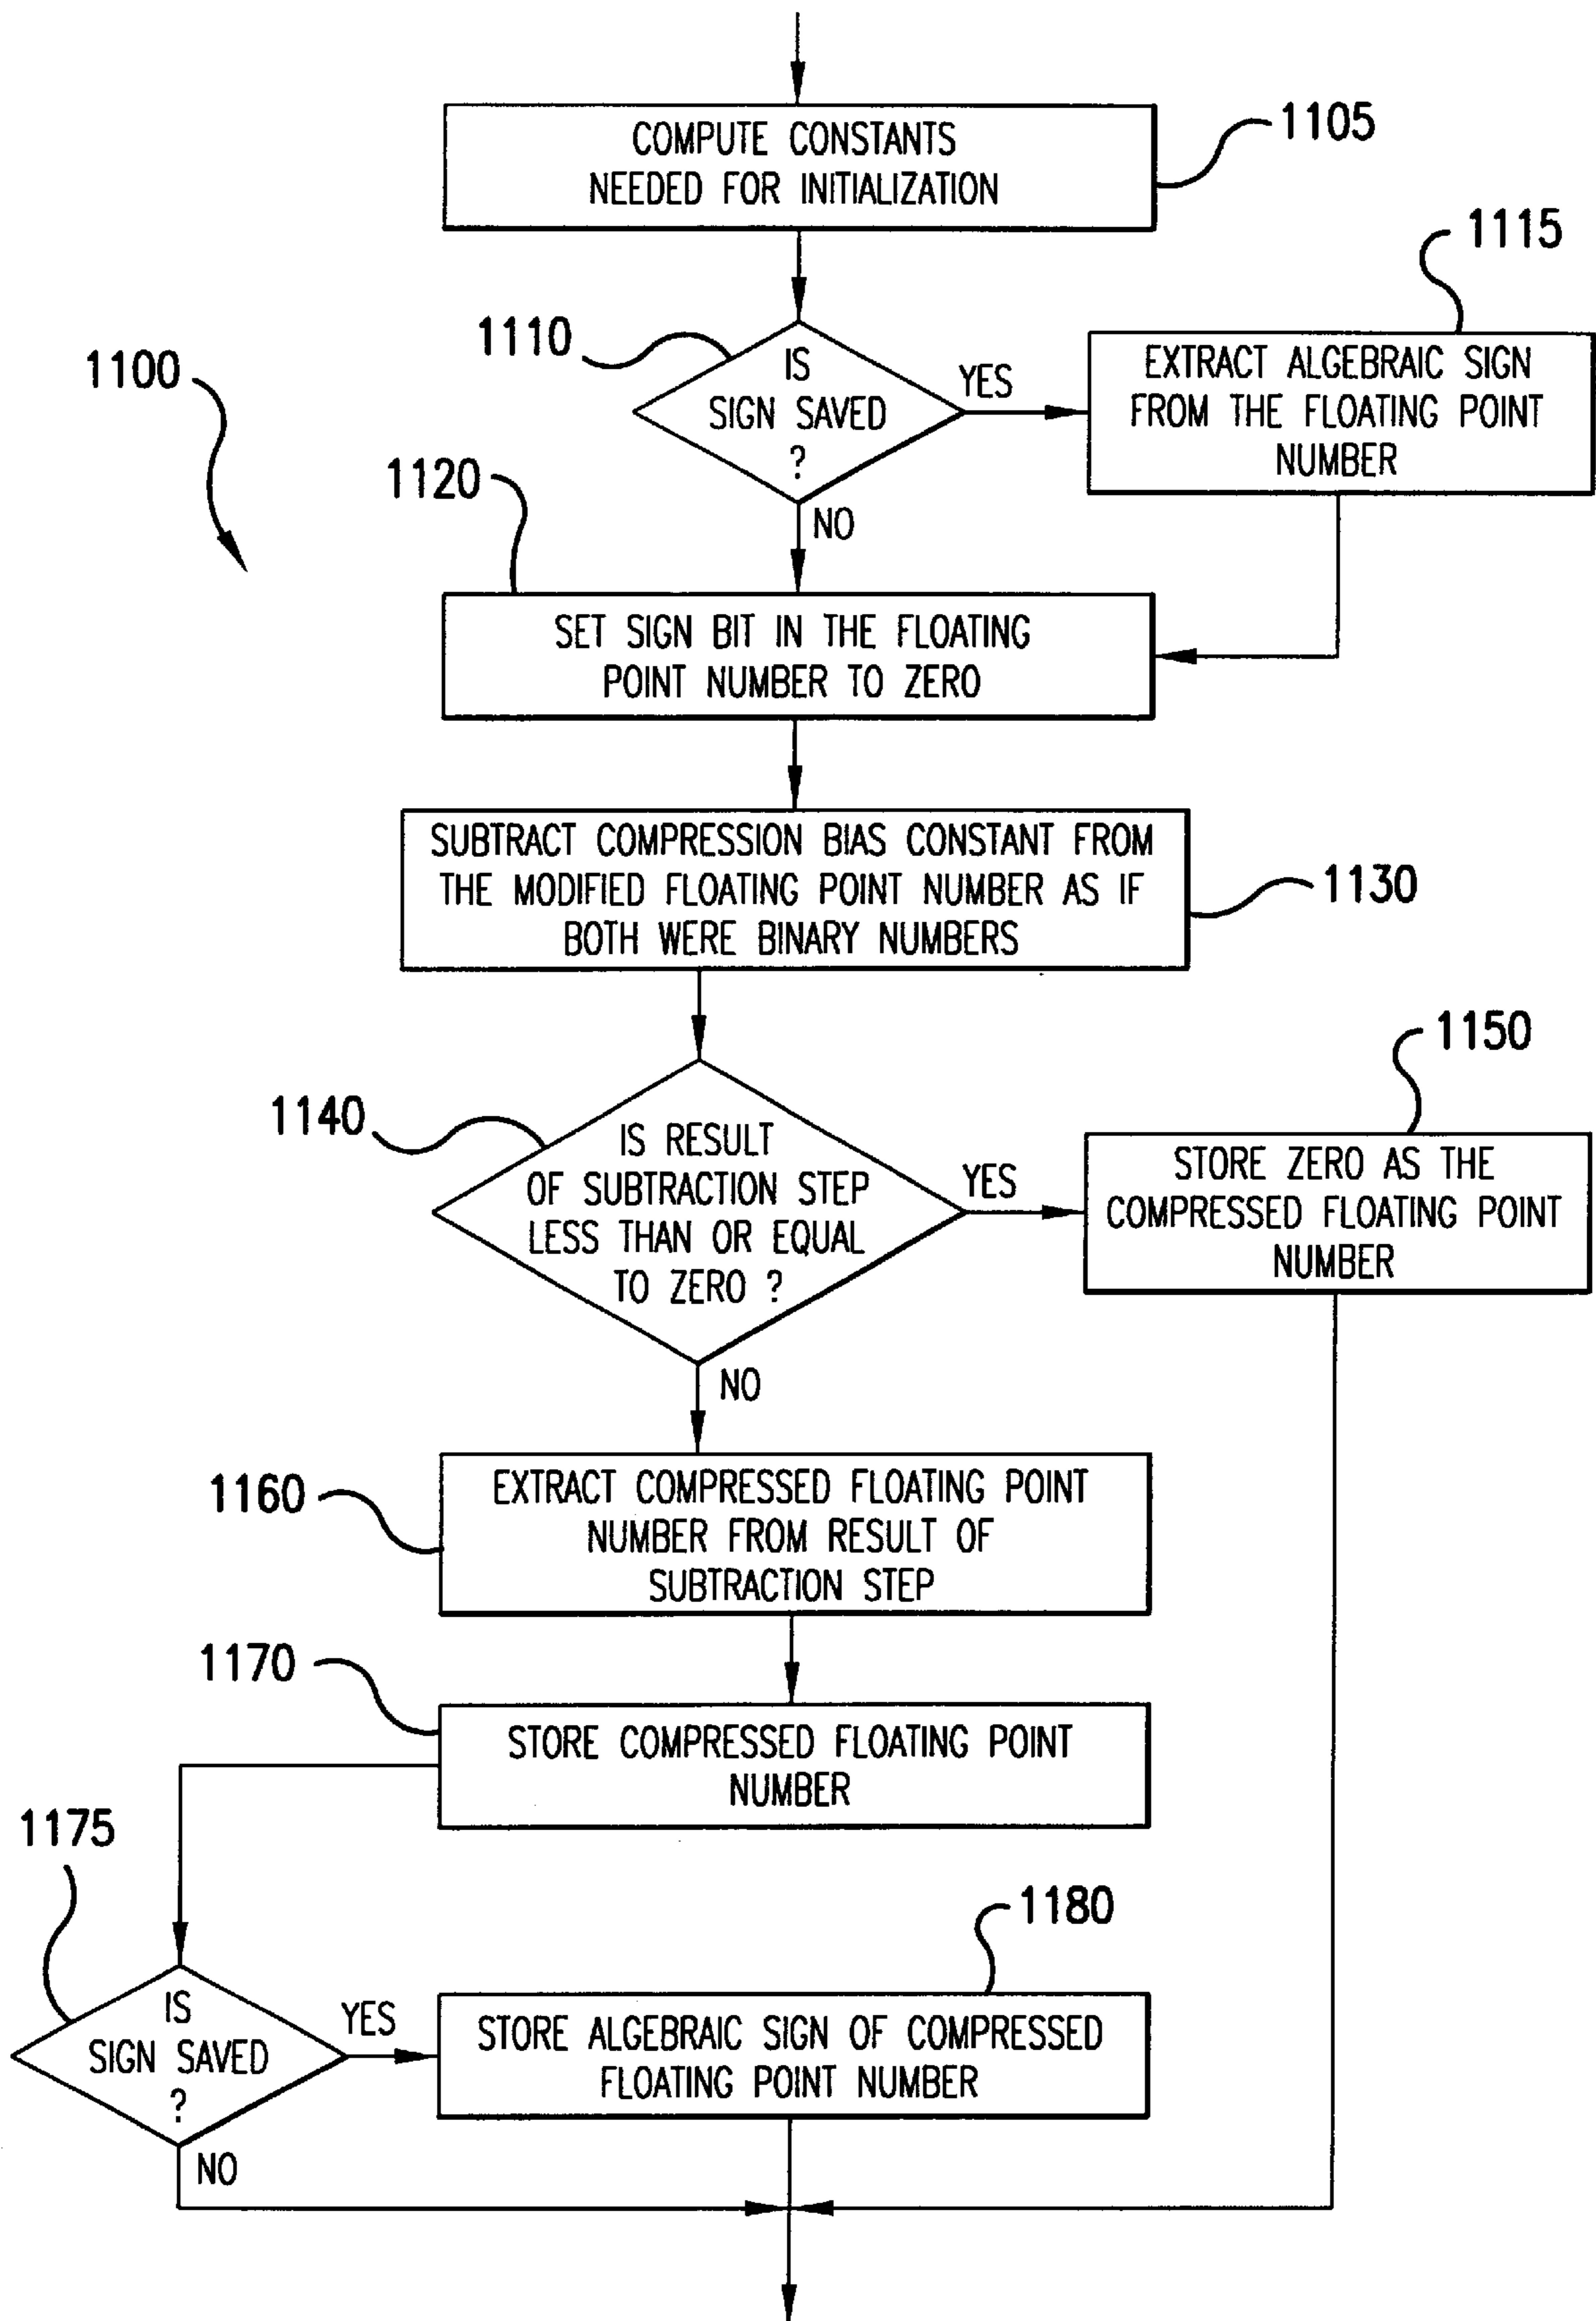 COMPUTE CONSTANTS
NEEDED FOR INITIALIZATION
1105
1115
1110
1100
IS
SIGN SAVED
?
YES
EXTRACT ALGEBRAIC SIGN
FROM THE FLOATING POINT
NUMBER
1120
NO
SET SIGN BIT IN THE FLOATING
POINT NUMBER TO ZERO
SUBTRACT COMPRESSION BIAS CONSTANT FROM
THE MODIFIED FLOATING POINT NUMBER AS IF
BOTH WERE BINARY NUMBERS
1130
1150
1140
IS RESULT
OF SUBTRACTION STEP
LESS THAN OR EQUAL
TO ZERO ?
YES
STORE ZERO AS THE
COMPRESSED FLOATING POINT
NUMBER
NO
1160
EXTRACT COMPRESSED FLOATING POINT
NUMBER FROM RESULT OF
SUBTRACTION STEP
1170
STORE COMPRESSED FLOATING POINT
NUMBER
1175
1180
IS
SIGN SAVED
?
YES
STORE ALGEBRAIC SIGN OF COMPRESSED
FLOATING POINT NUMBER
NO